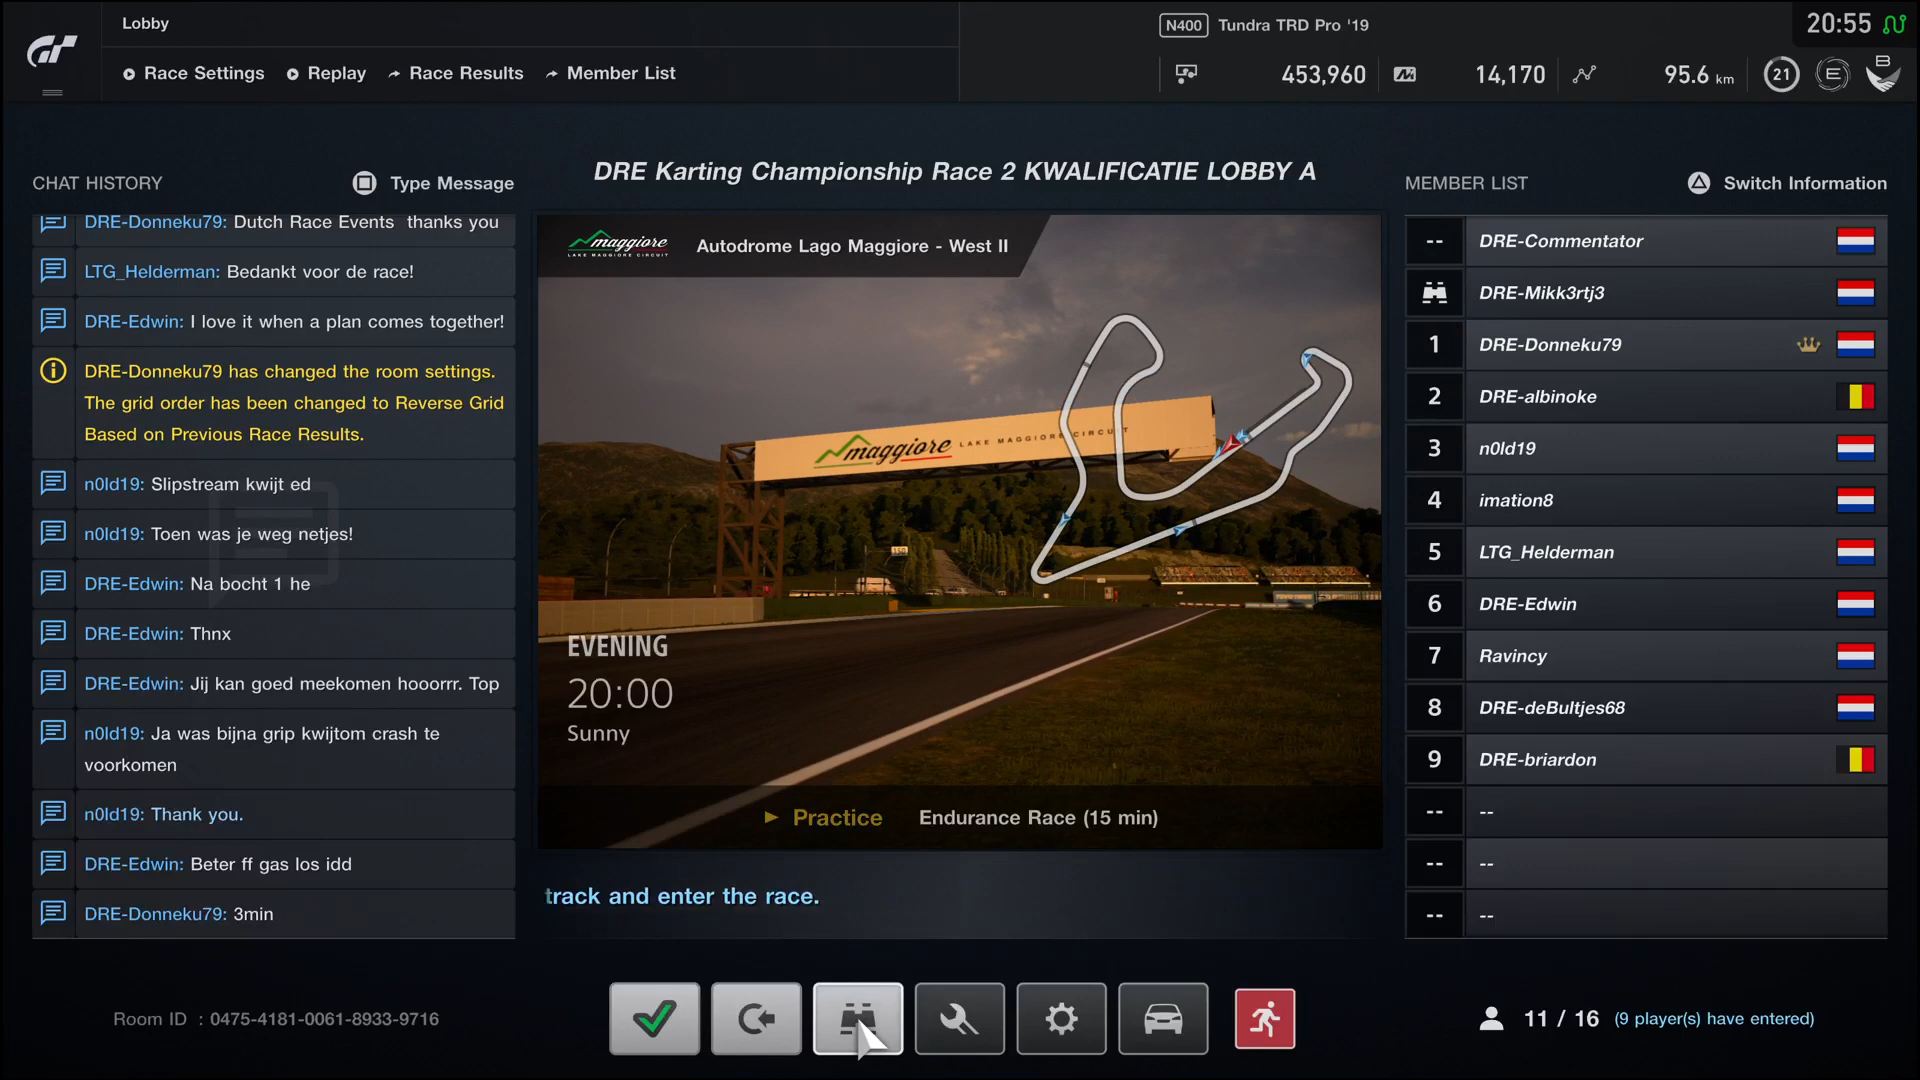 Lobby
N400 Tundra TRD Pro '19
20:55
Race Settings Replay Race Results Member List
453,960 14,170 95.6 km 21 E B
DRE Karting Championship Race 2 KWALIFICATIE LOBBY A
CHAT HISTORY Type Message
DRE-Donneku79: Dutch Race Events thanks you
LTG_Helderman: Bedankt voor de race!
DRE-Edwin: I love it when a plan comes together!
DRE-Donneku79 has changed the room settings.
The grid order has been changed to Reverse Grid
Based on Previous Race Results.
n0ld19: Slipstream kwijt ed
n0ld19: Toen was je weg netjes!
DRE-Edwin: Na bocht 1 he
DRE-Edwin: Thnx
DRE-Edwin: Jij kan goed meekomen hooorrr. Top
n0ld19: Ja was bijna grip kwijtom crash te
voorkomen
n0ld19: Thank you.
DRE-Edwin: Beter ff gas los idd
DRE-Donneku79: 3min
maggiore
LAKE MAGGIORE CIRCUIT
Autodrome Lago Maggiore - West II
maggiore LAKE MAGGIORE CIRCUIT
150
EVENING
20:00
Sunny
Practice Endurance Race (15 min)
track and enter the race.
MEMBER LIST Switch Information
-- DRE-Commentator
DRE-Mikk3rtj3
1 DRE-Donneku79
2 DRE-albinoke
3 n0ld19
4 imation8
5 LTG_Helderman
6 DRE-Edwin
7 Ravincy
8 DRE-deBultjes68
9 DRE-briardon
-- --
-- --
-- --
Room ID : 0475-4181-0061-8933-9716
11 / 16 (9 player(s) have entered)